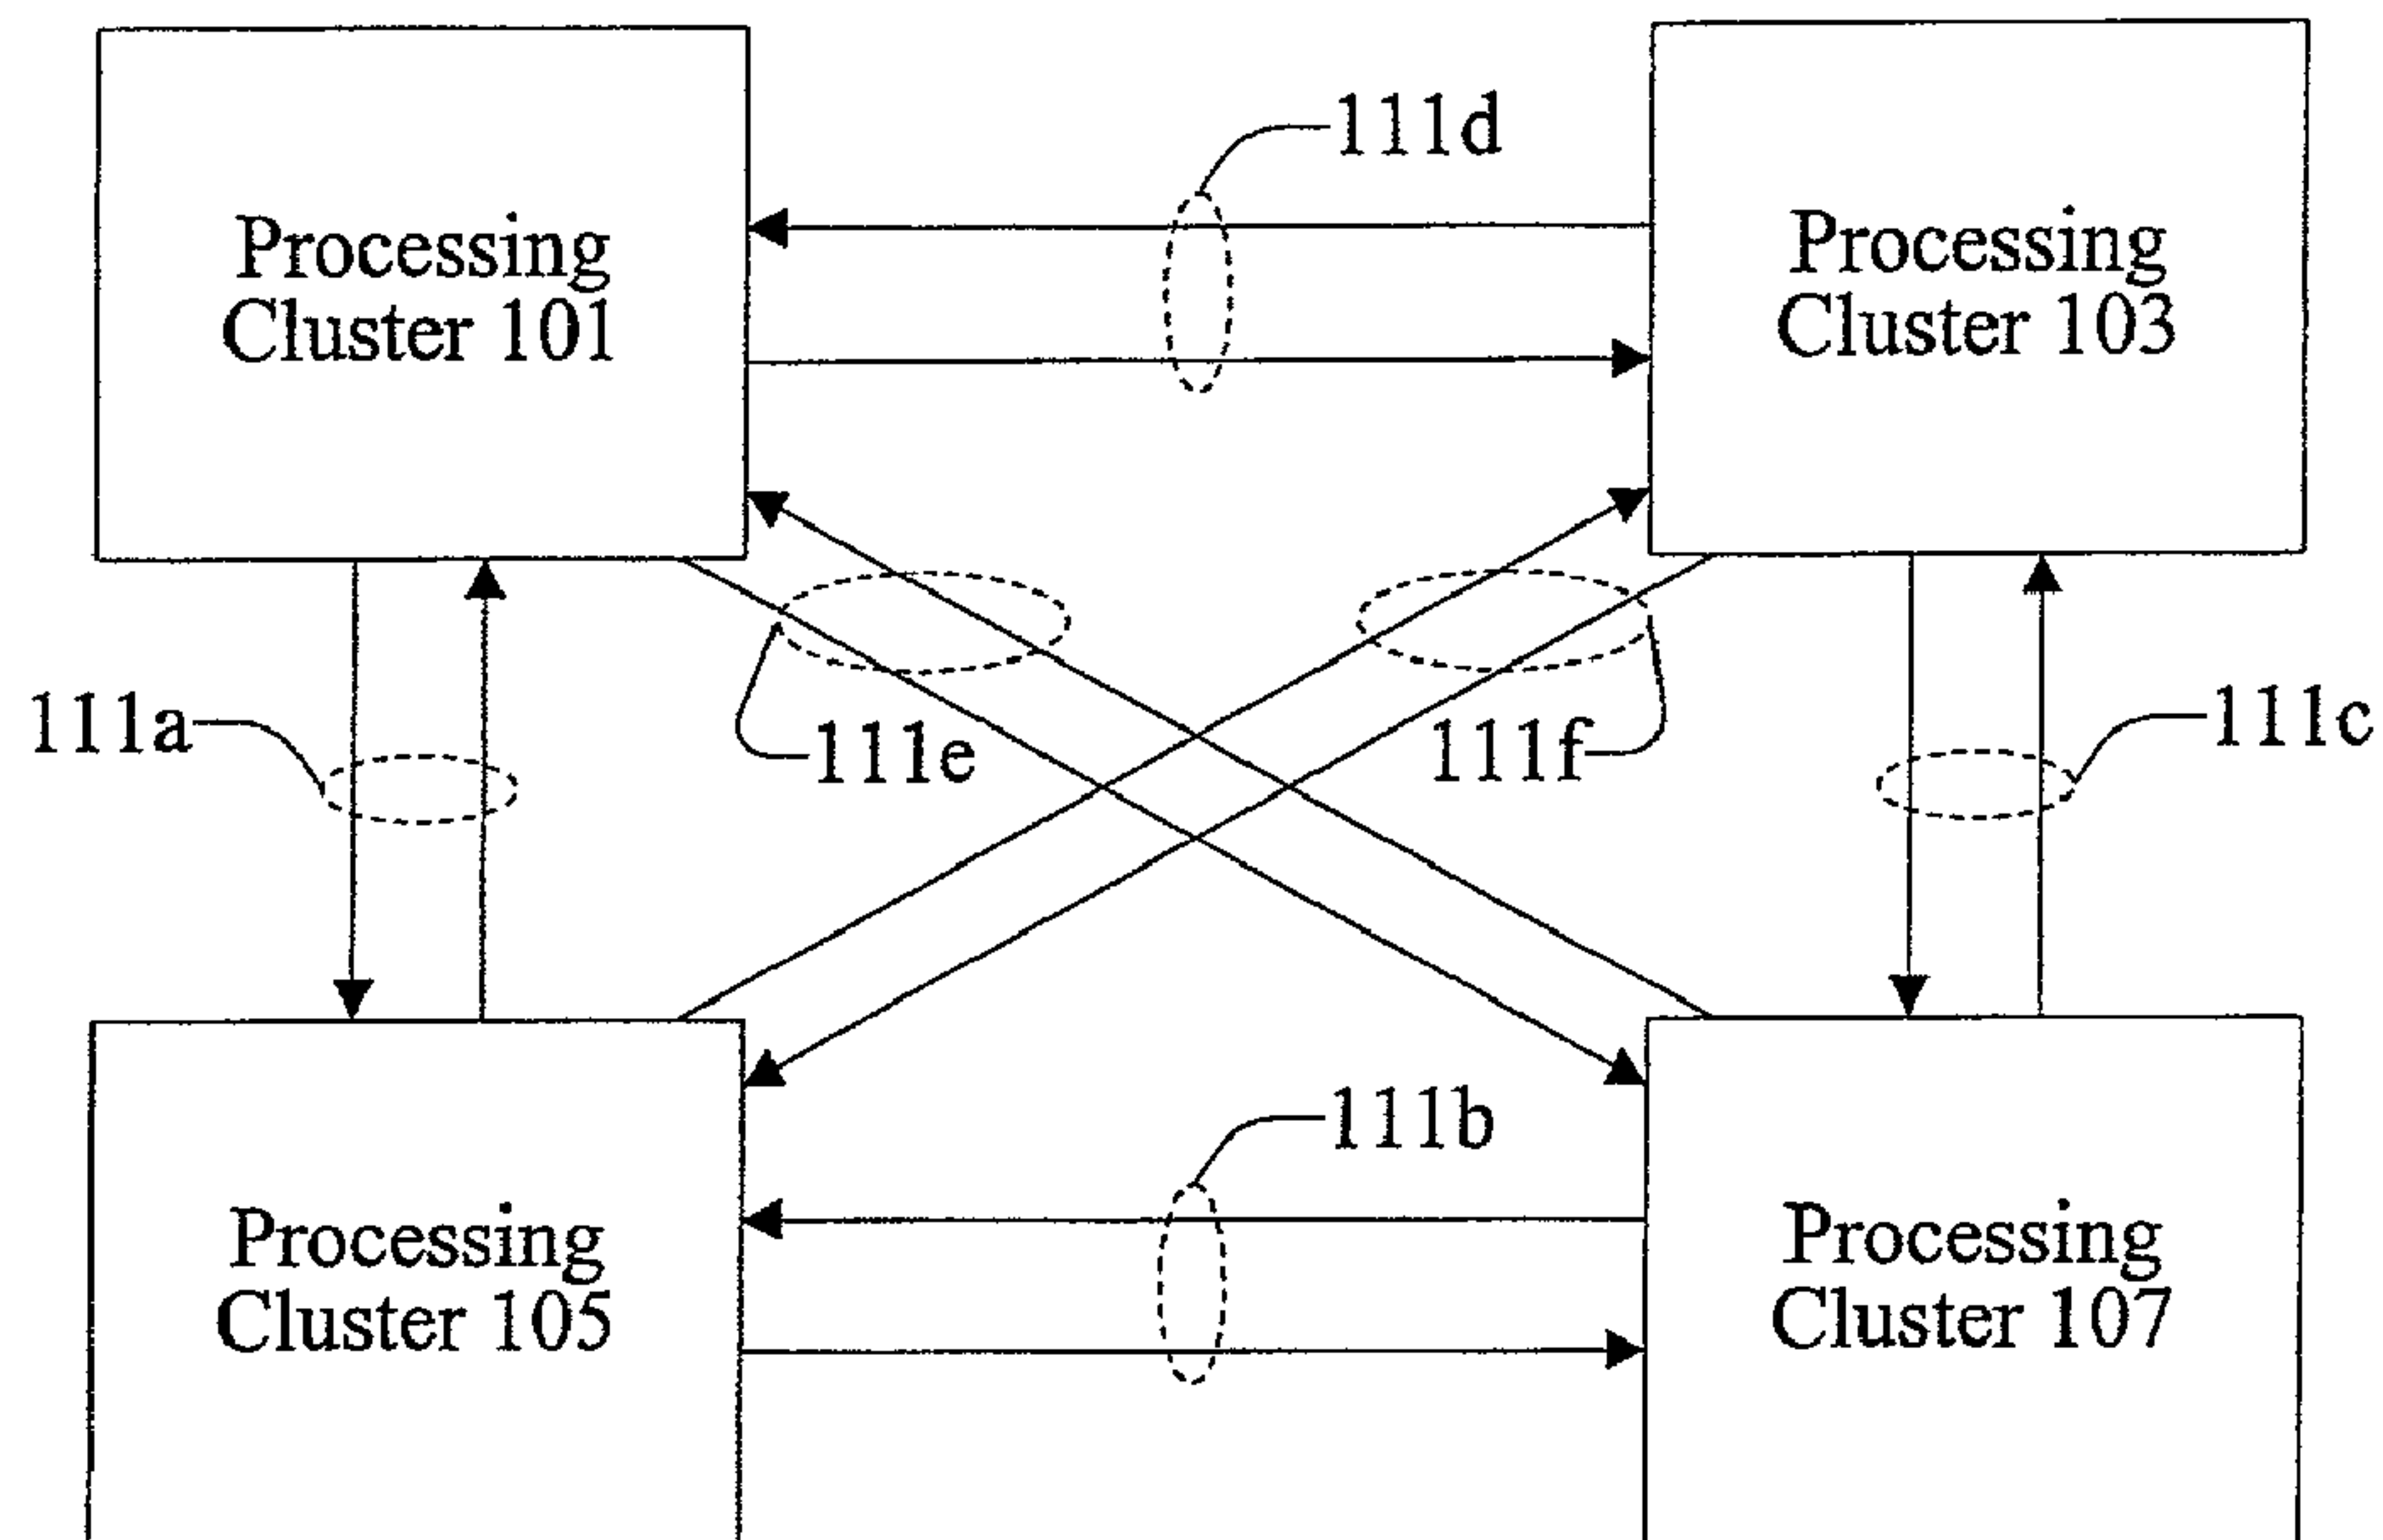 111d
Processing
Cluster 101
Processing
Cluster 103
111a
111e
111f
111c
111b
Processing
Cluster 105
Processing
Cluster 107